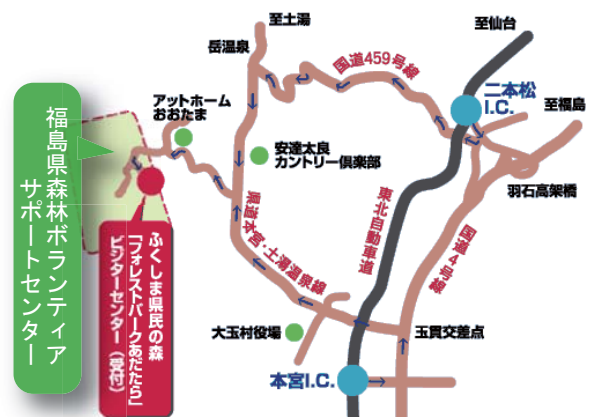 至土湯
岳温泉
国道459号線
至仙台
二本松
I.C.
至福島
アットホーム
おおたま
安達太良
カントリー倶楽部
羽石高架橋
福島県森林ボランティア
サポートセンター
ふくしま県民の森
「フォレストパークあだたら」
ビジターセンター（受付）
県道本宮・土湯温泉線
東北自動車道
国道4号線
大玉村役場
玉貫交差点
本宮I.C.